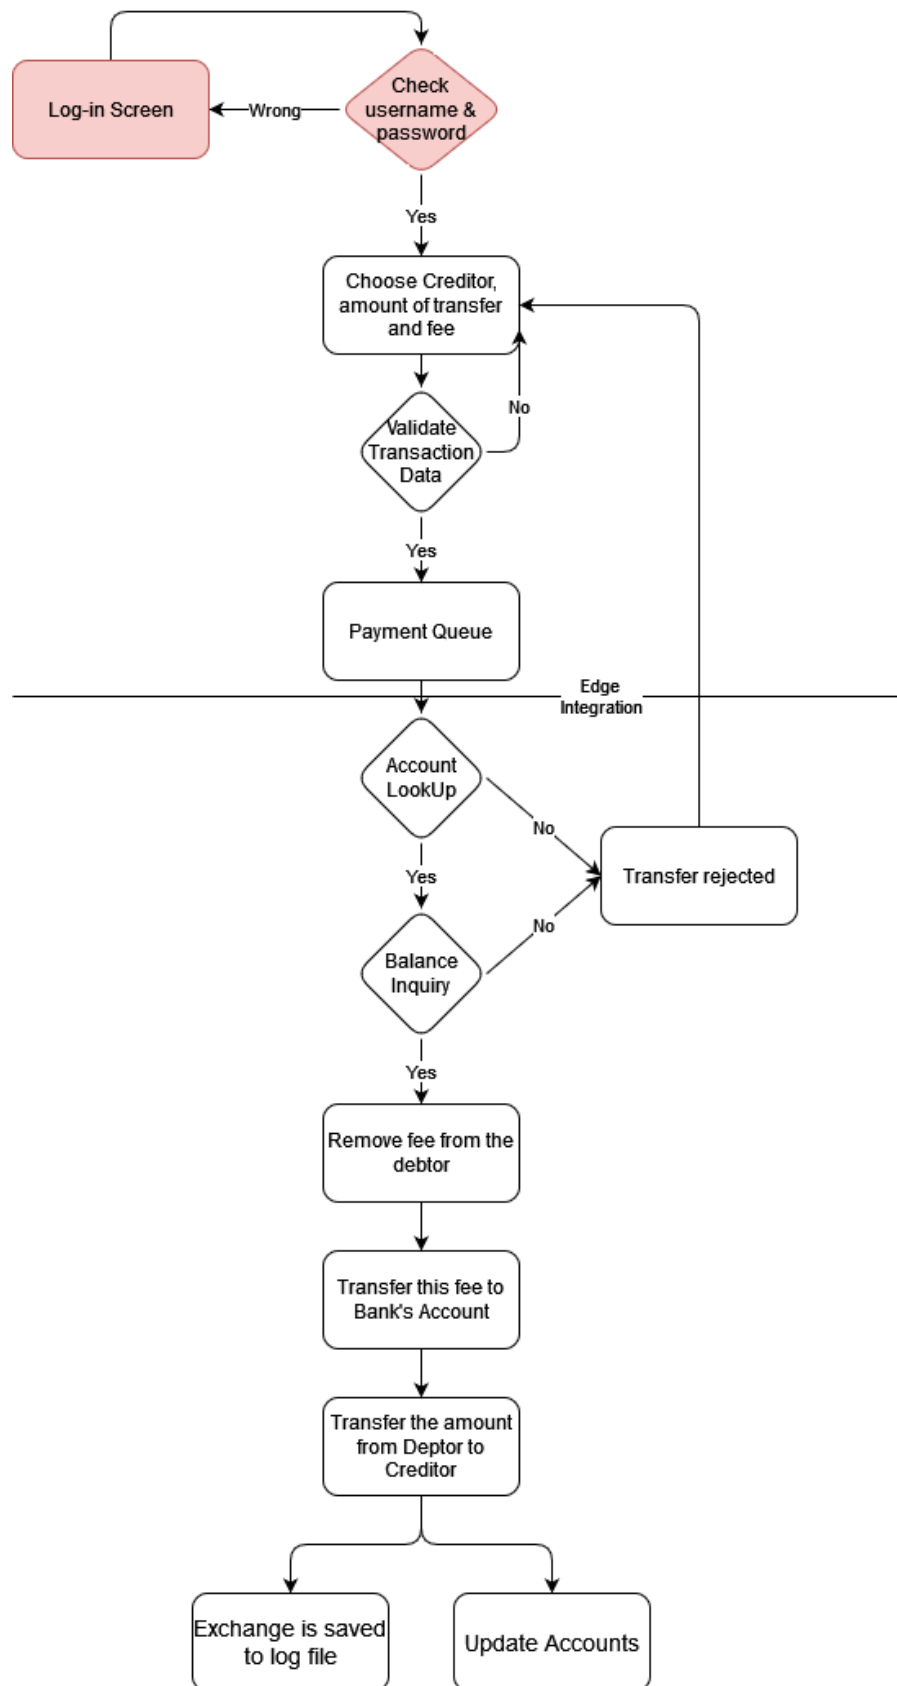 Check
username &
password
Log-in Screen
Wrong
Yes
Choose Creditor,
amount of transfer
and fee
No
Validate
Transaction
Data
Yes
Payment Queue
Edge
Integration
Account
LookUp
No
Yes
Transfer rejected
No
Balance
Inquiry
Yes
Remove fee from the
debtor
Transfer this fee to
Bank's Account
Transfer the amount
from Deptor to
Creditor
Exchange is saved
to log file
Update Accounts